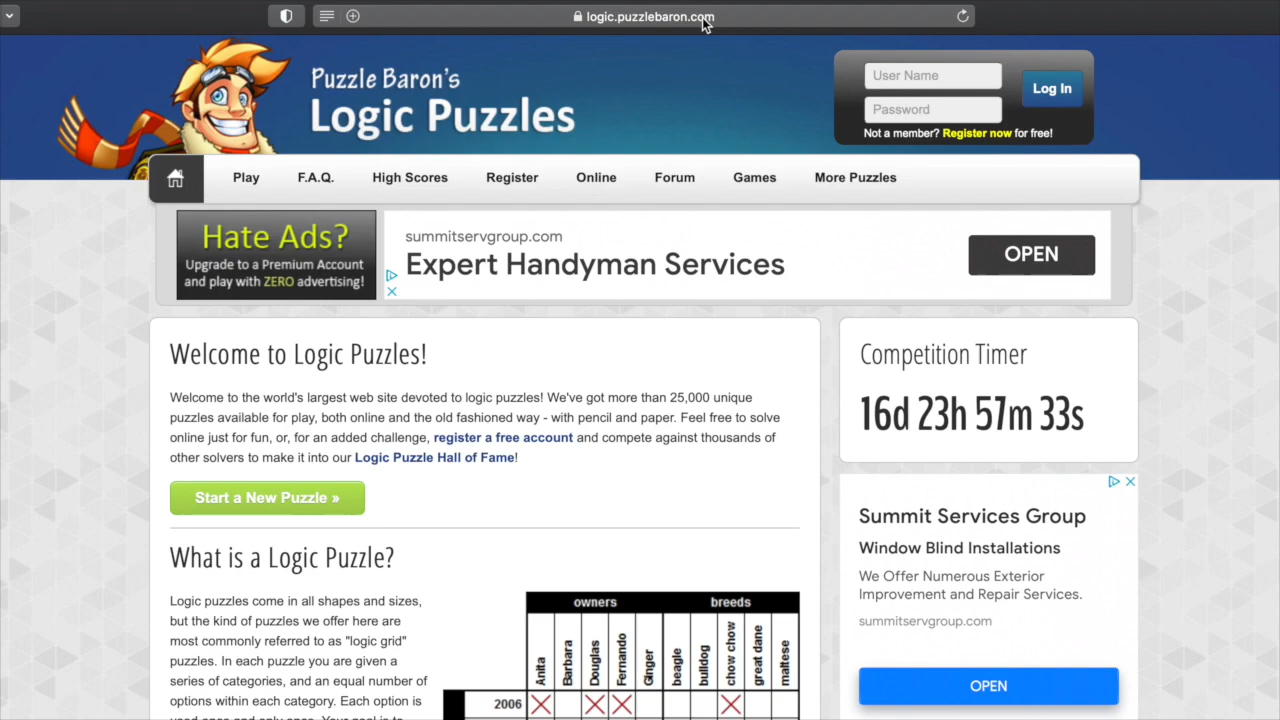 logic.puzzlebaron.com
Puzzle Baron's
Logic Puzzles
User Name
Password
Log In
Not a member? Register now for free!
Play F.A.Q. High Scores Register Online Forum Games More Puzzles
Hate Ads?
Upgrade to a Premium Account
and play with ZERO advertising!
summitservgroup.com
Expert Handyman Services
OPEN
Welcome to Logic Puzzles!
Welcome to the world's largest web site devoted to logic puzzles! We've got more than 25,000 unique
puzzles available for play, both online and the old fashioned way - with pencil and paper. Feel free to solve
online just for fun, or, for an added challenge, register a free account and compete against thousands of
other solvers to make it into our Logic Puzzle Hall of Fame!
Start a New Puzzle »
What is a Logic Puzzle?
Logic puzzles come in all shapes and sizes,
but the kind of puzzles we offer here are
most commonly referred to as "logic grid"
puzzles. In each puzzle you are given a
series of categories, and an equal number of
options within each category. Each option is
used once and only once. Your goal is to
owners breeds
Anita Barbara Douglas Fernando Ginger beagle bulldog chow chow great dane maltese
2006
Competition Timer
16d 23h 57m 33s
Summit Services Group
Window Blind Installations
We Offer Numerous Exterior
Improvement and Repair Services.
summitservgroup.com
OPEN